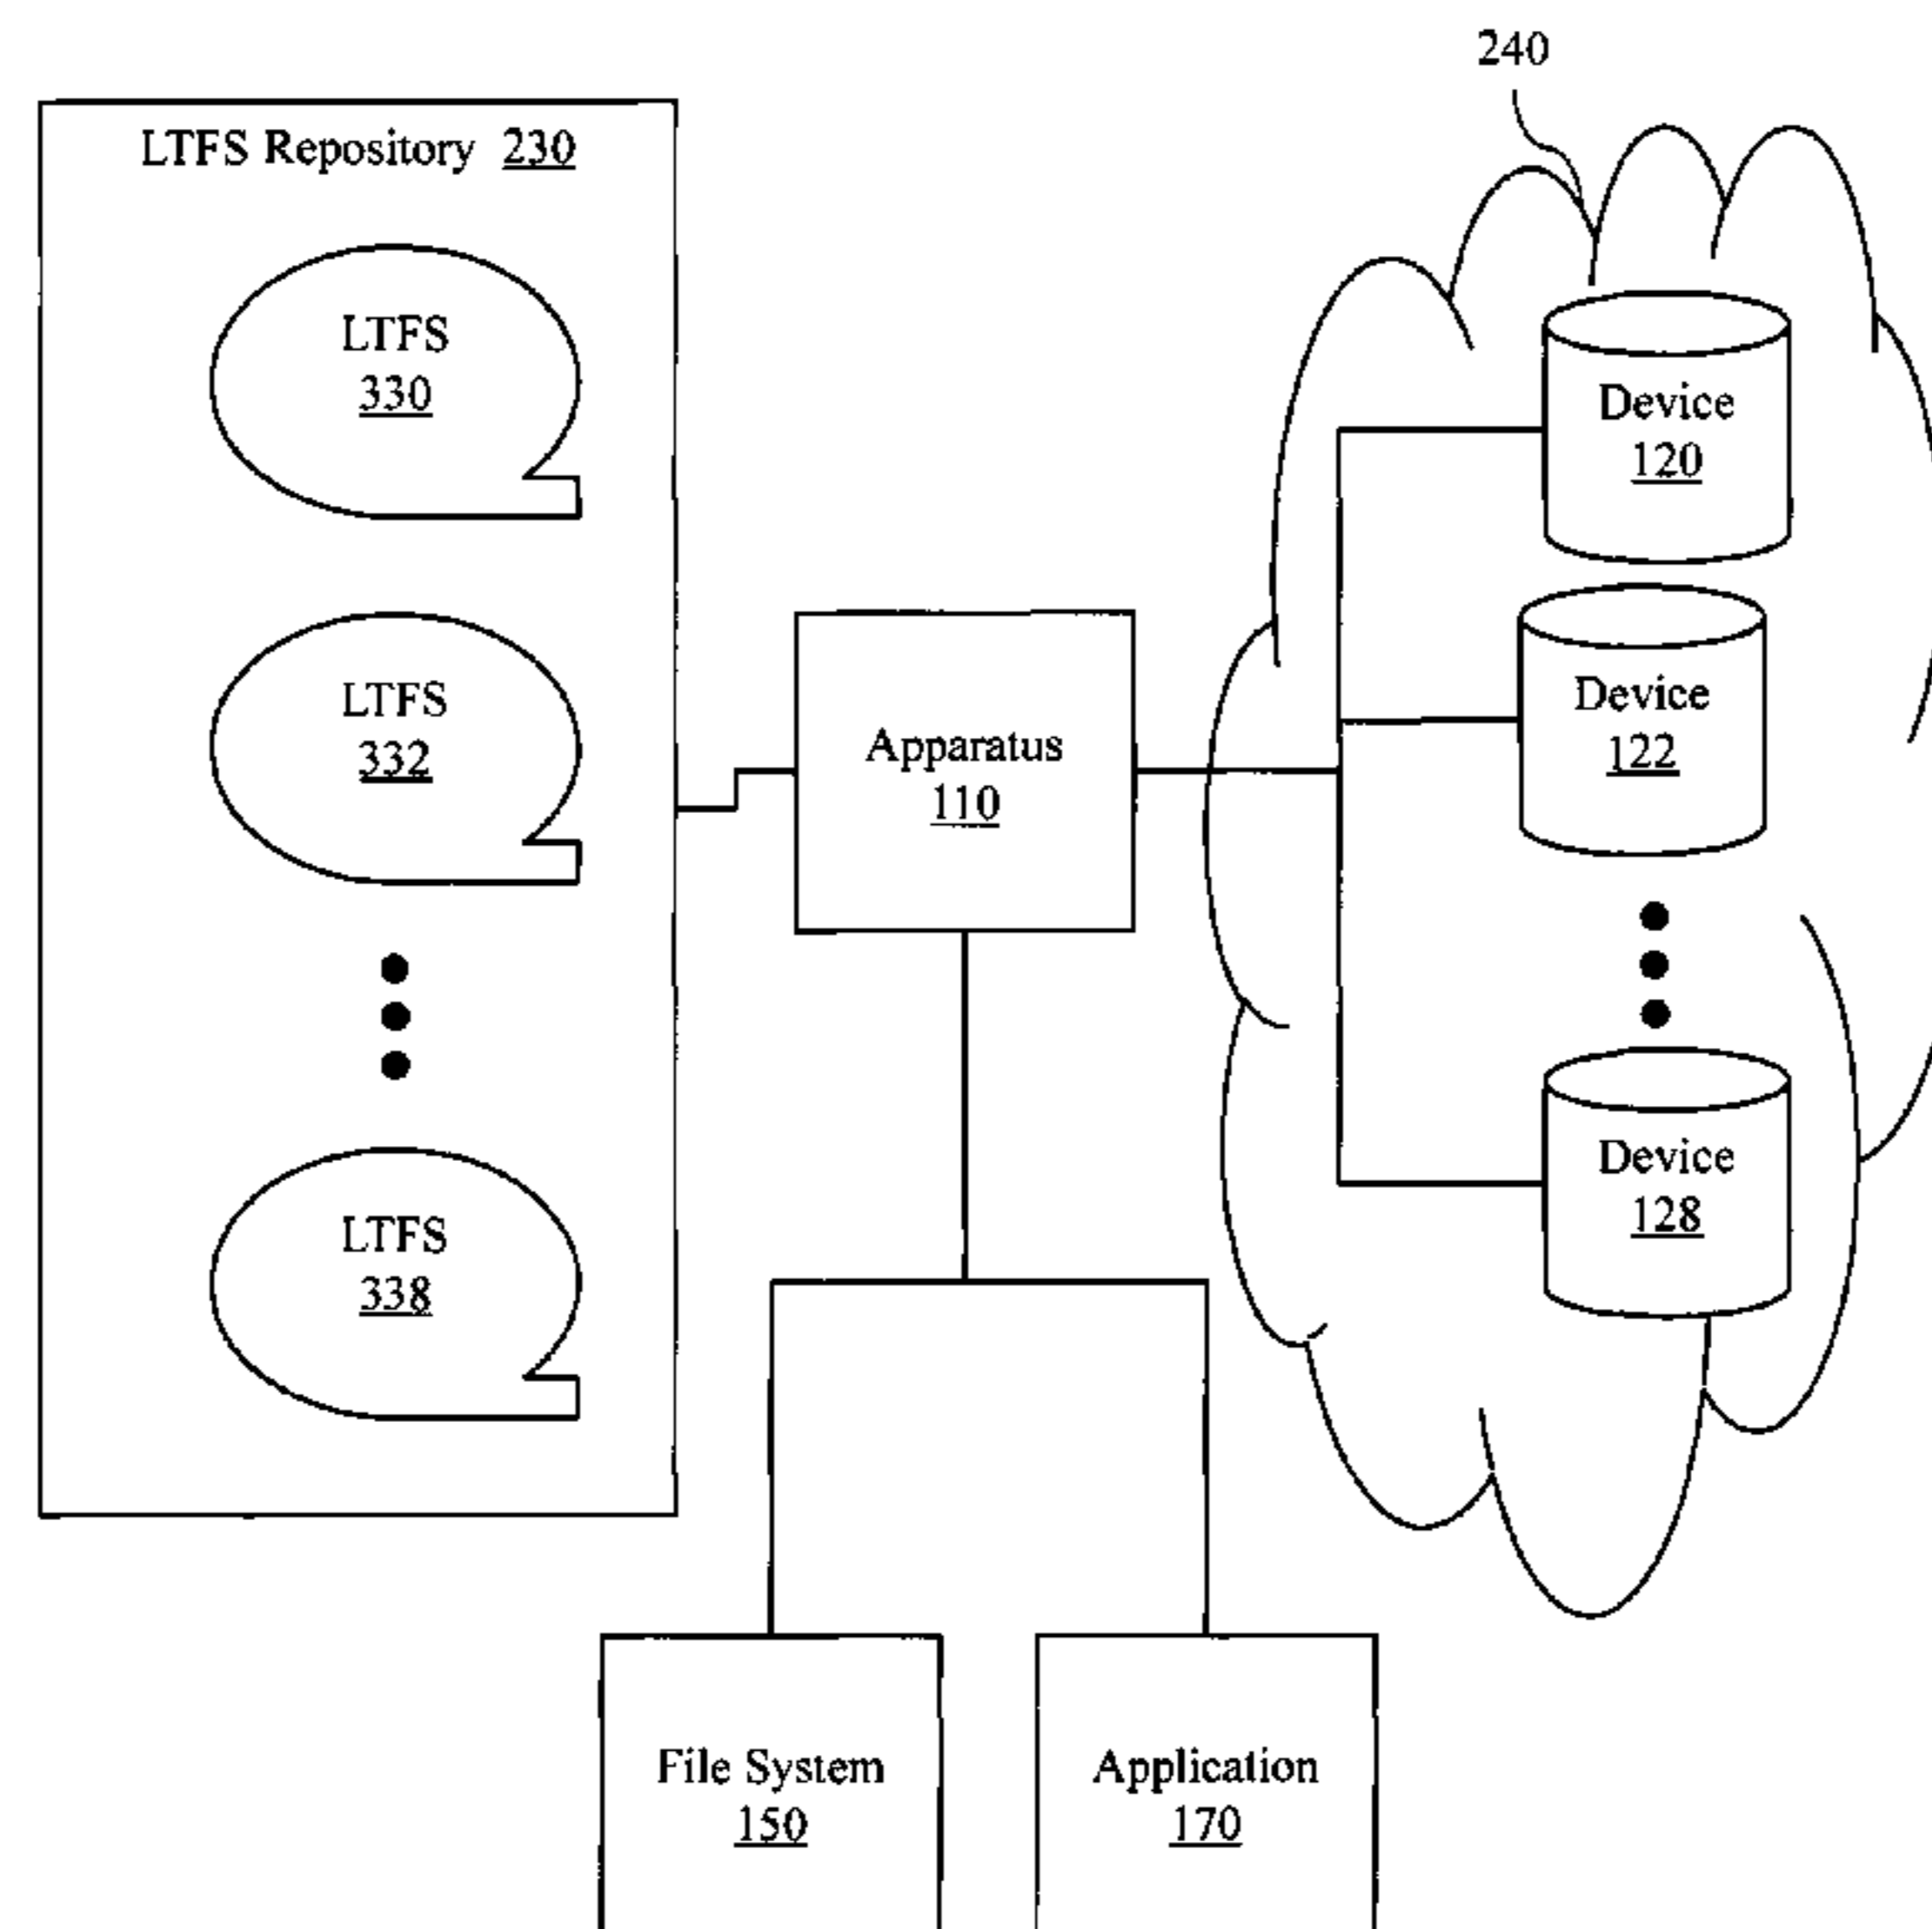 240
LTFS Repository 230
LTFS
330
LTFS
332
LTFS
338
Apparatus
110
Device
120
Device
122
Device
128
File System
150
Application
170